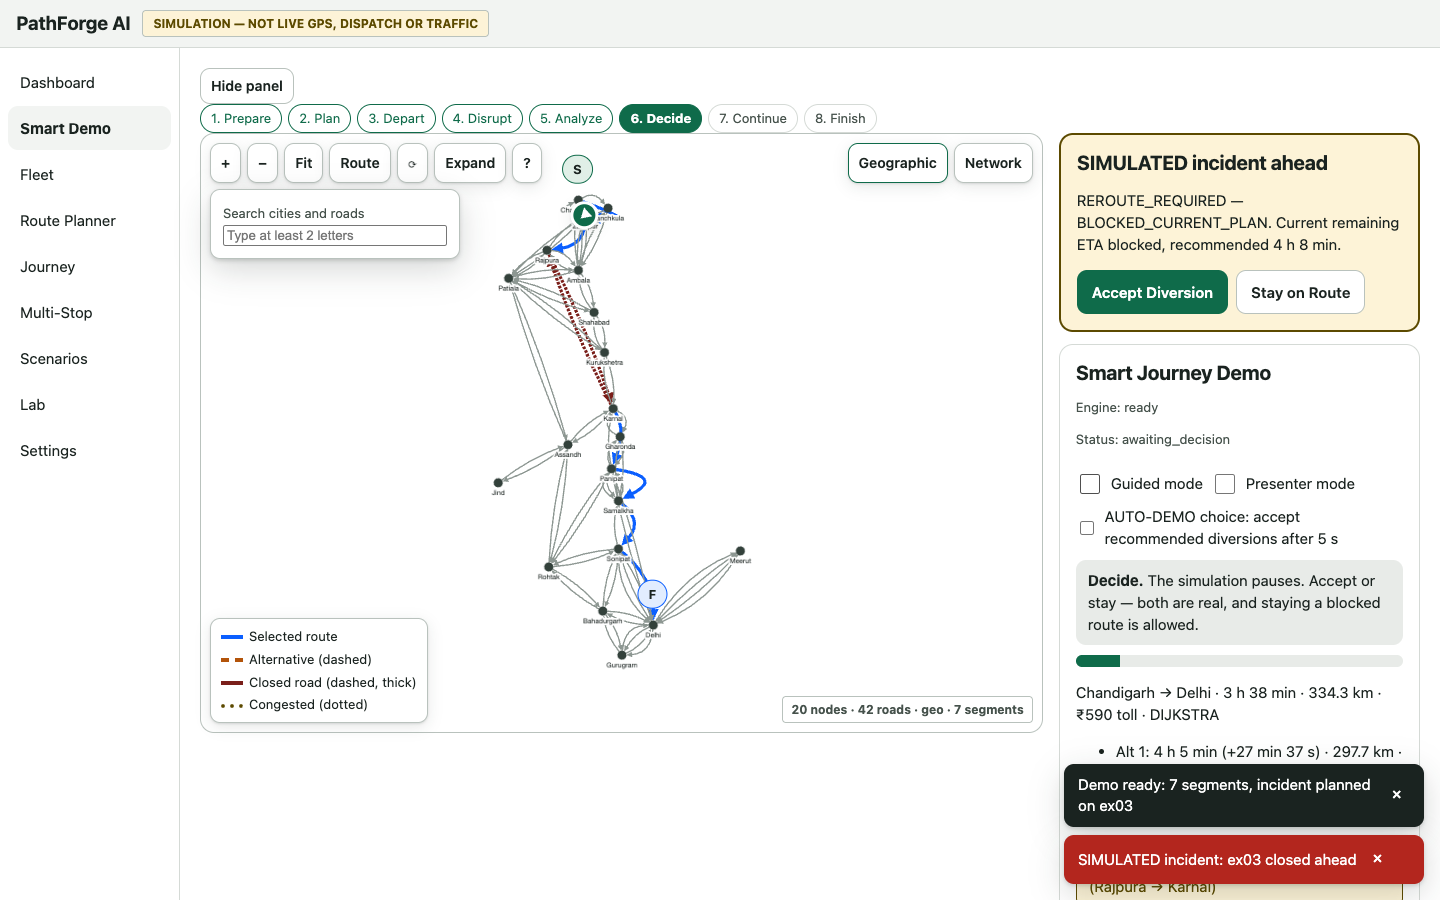 PathForge AI
SIMULATION — NOT LIVE GPS, DISPATCH OR TRAFFIC
Dashboard
Smart Demo
Fleet
Route Planner
Journey
Multi-Stop
Scenarios
Lab
Settings
Hide panel
1. Prepare
2. Plan
3. Depart
4. Disrupt
5. Analyze
6. Decide
7. Continue
8. Finish
+
−
Fit
Route
Expand
?
Geographic
Network
Search cities and roads
Type at least 2 letters
S
Rajpura
Ambala
Patiala
Shahabad
Kurukshetra
Karnal
Gharonda
Assandh
Panipat
Jind
Samalkha
Sonipat
Meerut
Rohtak
F
Bahadurgarh
Delhi
Gurugram
Selected route
Alternative (dashed)
Closed road (dashed, thick)
Congested (dotted)
20 nodes · 42 roads · geo · 7 segments
SIMULATED incident ahead
REROUTE_REQUIRED —
BLOCKED_CURRENT_PLAN. Current remaining
ETA blocked, recommended 4 h 8 min.
Accept Diversion
Stay on Route
Smart Journey Demo
Engine: ready
Status: awaiting_decision
Guided mode
Presenter mode
AUTO-DEMO choice: accept
recommended diversions after 5 s
Decide. The simulation pauses. Accept or
stay — both are real, and staying a blocked
route is allowed.
Chandigarh → Delhi · 3 h 38 min · 334.3 km ·
₹590 toll · DIJKSTRA
• Alt 1: 4 h 5 min (+27 min 37 s) · 297.7 km ·
Demo ready: 7 segments, incident planned
on ex03
×
SIMULATED incident: ex03 closed ahead
×
(Rajpura → Karnal)